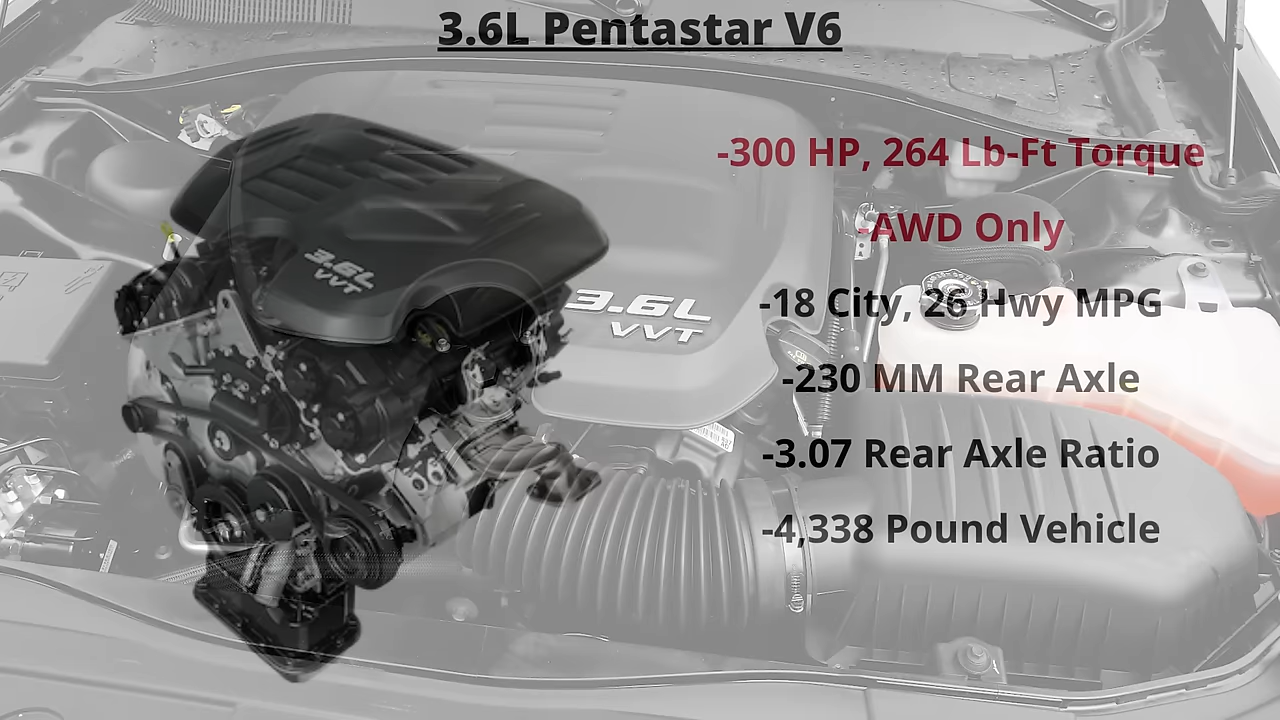 3.6L Pentastar V6
-300 HP, 264 Lb-Ft Torque
-AWD Only
-18 City, 26 Hwy MPG
-230 MM Rear Axle
-3.07 Rear Axle Ratio
-4,338 Pound Vehicle
3.6L
VVT
3.6L
VVT